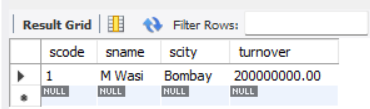 Result Grid Filter Rows:
scode sname scity turnover
1 M Wasi Bombay 200000000.00
NULL NULL NULL NULL